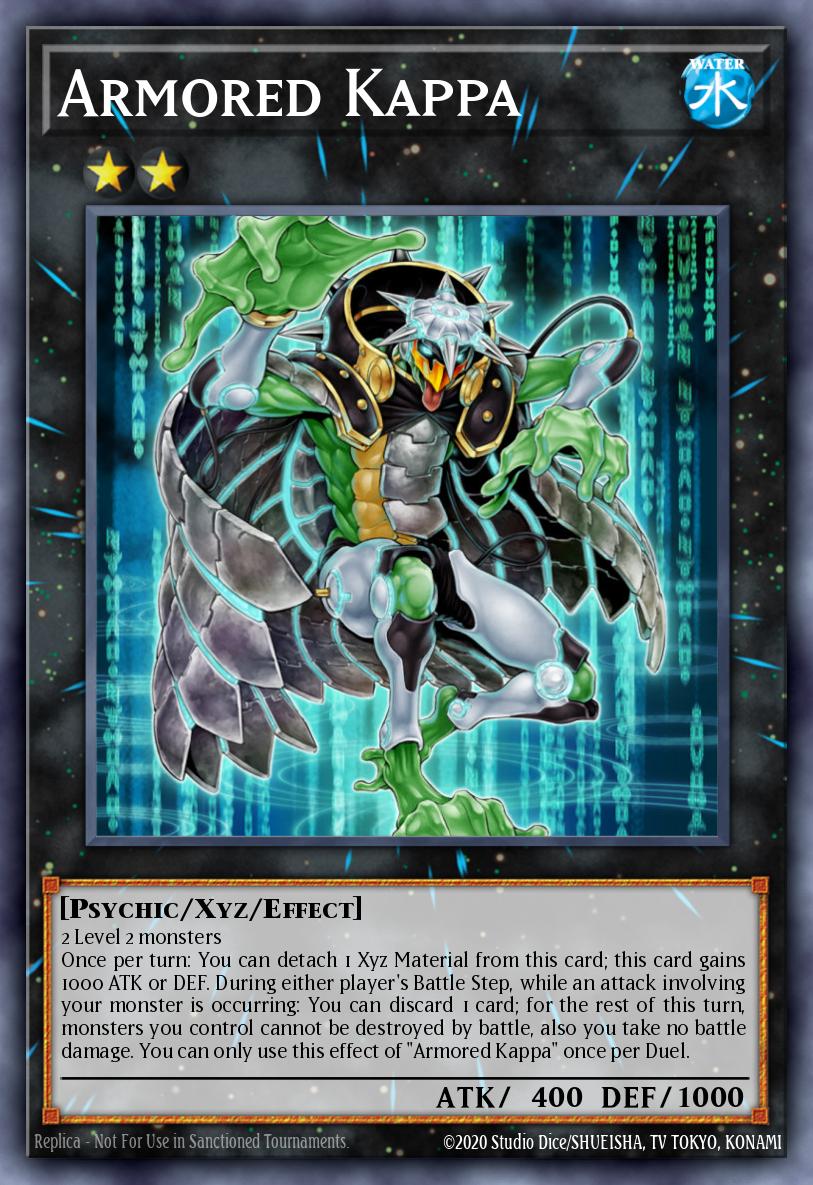 Armored Kappa
WATER
水
[Psychic/Xyz/Effect]
2 Level 2 monsters
Once per turn: You can detach 1 Xyz Material from this card; this card gains
1000 ATK or DEF. During either player's Battle Step, while an attack involving
your monster is occurring: You can discard 1 card; for the rest of this turn,
monsters you control cannot be destroyed by battle, also you take no battle
damage. You can only use this effect of "Armored Kappa" once per Duel.
ATK/ 400 DEF/1000
Replica - Not For Use in Sanctioned Tournaments.
©2020 Studio Dice/SHUEISHA, TV TOKYO, KONAMI